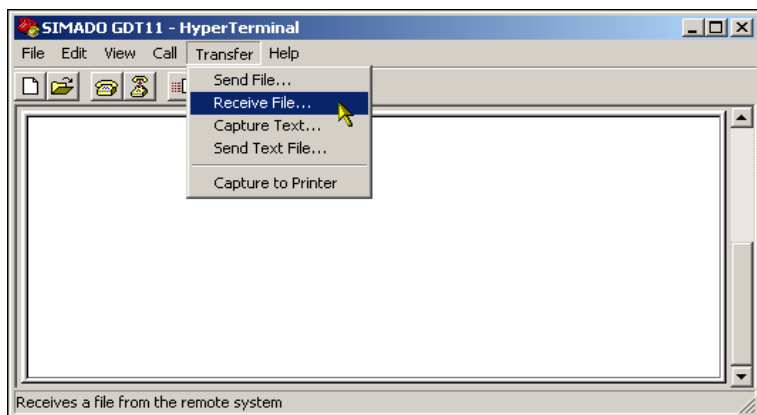 SIMADO GDT11 - HyperTerminal
File Edit View Call Transfer Help
Send File...
Receive File...
Capture Text...
Send Text File...
Capture to Printer
Receives a file from the remote system